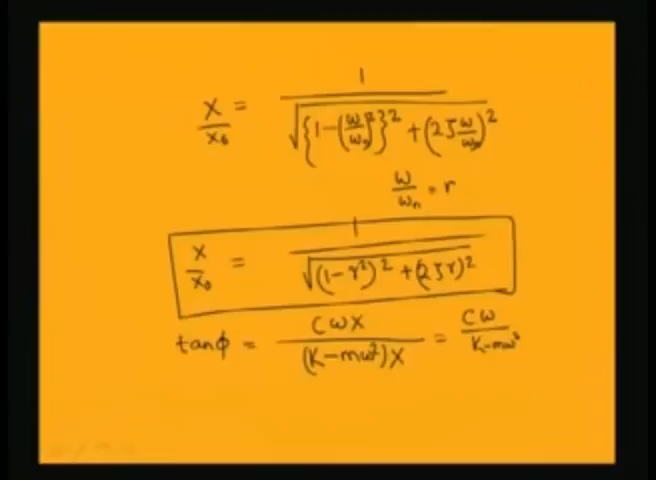 X/x₀ = 1/√({1-(ω/ωₙ)²}² + (2ζ ω/ωₙ)²)
ω/ωₙ = r
X/x₀ = 1/√((1-r²)² + (2ζr)²)
tanϕ = CωX/((K-mω²)X) = Cω/(K-mω²)